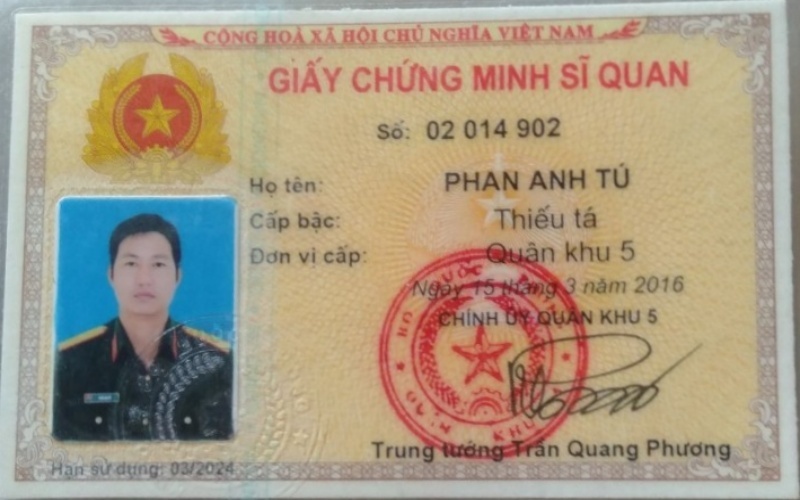 CỘNG HOÀ XÃ HỘI CHỦ NGHĨA VIỆT NAM
GIẤY CHỨNG MINH SĨ QUAN
Số: 02 014 902
Họ tên: PHAN ANH TÚ
Cấp bậc: Thiếu tá
Đơn vị cấp: Quân khu 5
Ngày 15 tháng 3 năm 2016
CHÍNH ỦY QUÂN KHU 5
QUÂN KHU
Trung tướng Trần Quang Phương
Hạn sử dụng: 03/2024